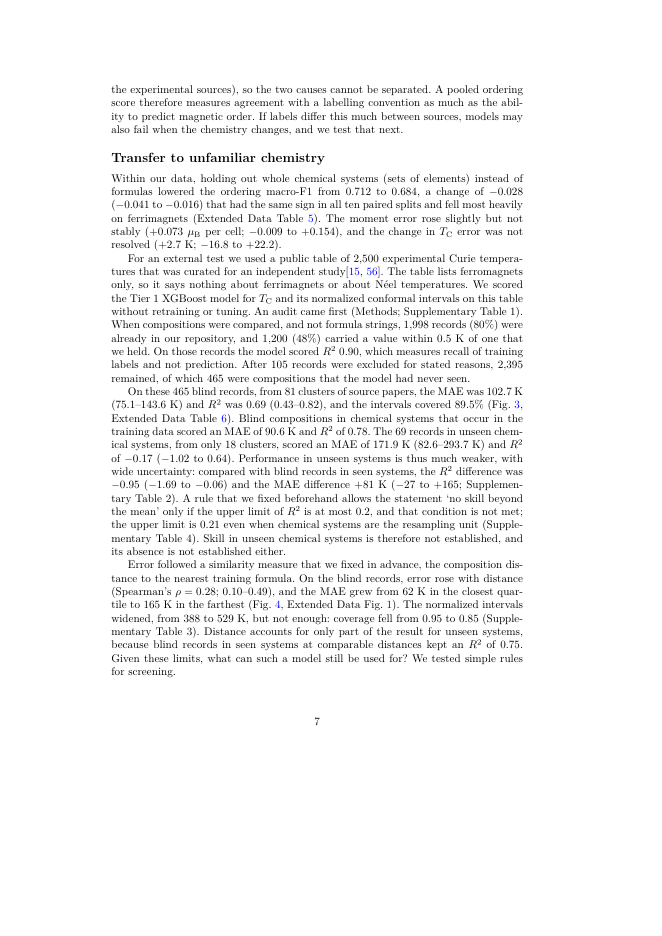 the experimental sources), so the two causes cannot be separated. A pooled ordering
score therefore measures agreement with a labelling convention as much as the abil-
ity to predict magnetic order. If labels differ this much between sources, models may
also fail when the chemistry changes, and we test that next.
Transfer to unfamiliar chemistry
Within our data, holding out whole chemical systems (sets of elements) instead of
formulas lowered the ordering macro-F1 from 0.712 to 0.684, a change of −0.028
(−0.041 to −0.016) that had the same sign in all ten paired splits and fell most heavily
on ferrimagnets (Extended Data Table 5). The moment error rose slightly but not
stably (+0.073 μB per cell; −0.009 to +0.154), and the change in TC error was not
resolved (+2.7 K; −16.8 to +22.2).
For an external test we used a public table of 2,500 experimental Curie tempera-
tures that was curated for an independent study[15, 56]. The table lists ferromagnets
only, so it says nothing about ferrimagnets or about Néel temperatures. We scored
the Tier 1 XGBoost model for TC and its normalized conformal intervals on this table
without retraining or tuning. An audit came first (Methods; Supplementary Table 1).
When compositions were compared, and not formula strings, 1,998 records (80%) were
already in our repository, and 1,200 (48%) carried a value within 0.5 K of one that
we held. On those records the model scored R² 0.90, which measures recall of training
labels and not prediction. After 105 records were excluded for stated reasons, 2,395
remained, of which 465 were compositions that the model had never seen.
On these 465 blind records, from 81 clusters of source papers, the MAE was 102.7 K
(75.1–143.6 K) and R² was 0.69 (0.43–0.82), and the intervals covered 89.5% (Fig. 3,
Extended Data Table 6). Blind compositions in chemical systems that occur in the
training data scored an MAE of 90.6 K and R² of 0.78. The 69 records in unseen chem-
ical systems, from only 18 clusters, scored an MAE of 171.9 K (82.6–293.7 K) and R²
of −0.17 (−1.02 to 0.64). Performance in unseen systems is thus much weaker, with
wide uncertainty: compared with blind records in seen systems, the R² difference was
−0.95 (−1.69 to −0.06) and the MAE difference +81 K (−27 to +165; Supplemen-
tary Table 2). A rule that we fixed beforehand allows the statement ‘no skill beyond
the mean’ only if the upper limit of R² is at most 0.2, and that condition is not met;
the upper limit is 0.21 even when chemical systems are the resampling unit (Supple-
mentary Table 4). Skill in unseen chemical systems is therefore not established, and
its absence is not established either.
Error followed a similarity measure that we fixed in advance, the composition dis-
tance to the nearest training formula. On the blind records, error rose with distance
(Spearman’s ρ = 0.28; 0.10–0.49), and the MAE grew from 62 K in the closest quar-
tile to 165 K in the farthest (Fig. 4, Extended Data Fig. 1). The normalized intervals
widened, from 388 to 529 K, but not enough: coverage fell from 0.95 to 0.85 (Supple-
mentary Table 3). Distance accounts for only part of the result for unseen systems,
because blind records in seen systems at comparable distances kept an R² of 0.75.
Given these limits, what can such a model still be used for? We tested simple rules
for screening.
7